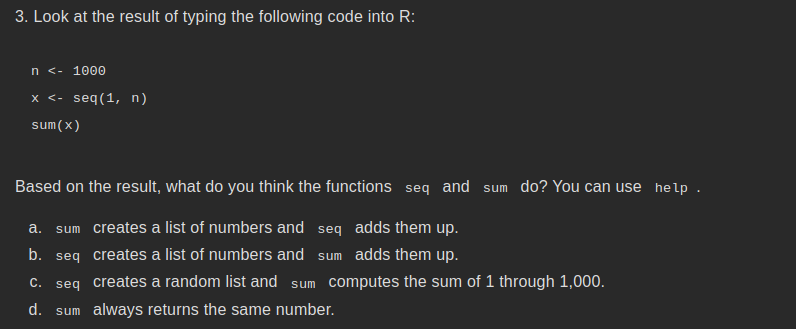 3. Look at the result of typing the following code into R:
n <- 1000
x <- seq(1, n)
sum(x)
Based on the result, what do you think the functions seq and sum do? You can use help .
a. sum creates a list of numbers and seq adds them up.
b. seq creates a list of numbers and sum adds them up.
c. seq creates a random list and sum computes the sum of 1 through 1,000.
d. sum always returns the same number.